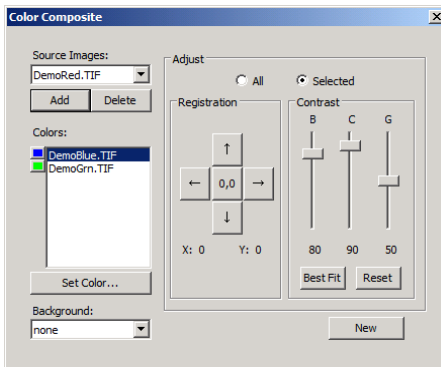 Color Composite
Source Images:
DemoRed.TIF
Add Delete
Colors:
DemoBlue.TIF
DemoGrn.TIF
Set Color...
Background:
none
Adjust
All Selected
Registration
↑
← 0,0 →
↓
X: 0 Y: 0
Contrast
B C G
80 90 50
Best Fit Reset
New